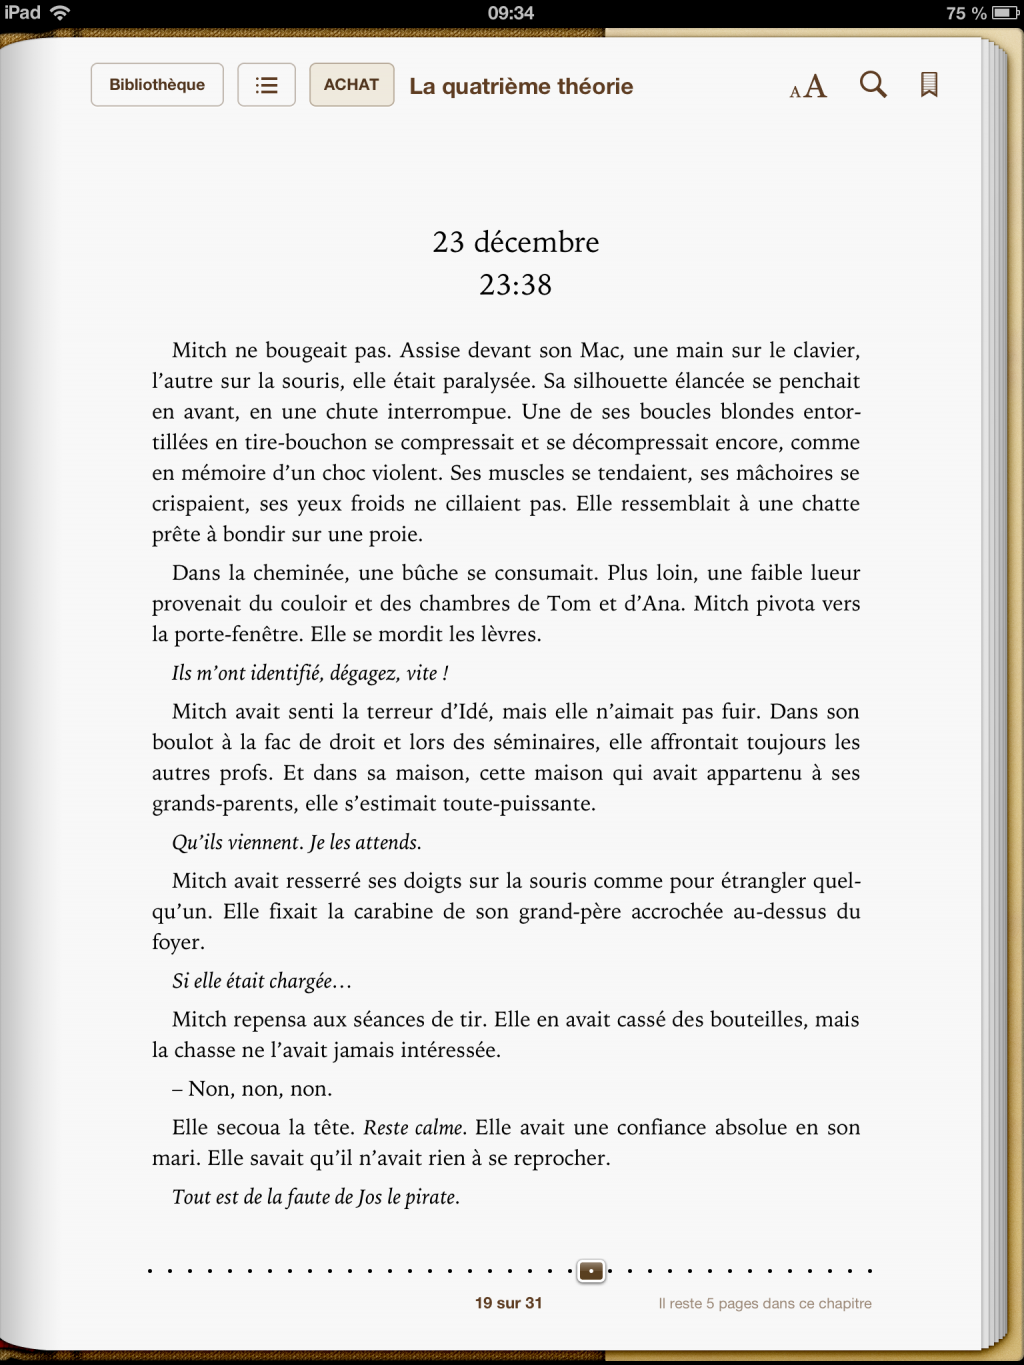 iPad 09:34 75 %
Bibliothèque ACHAT La quatrième théorie AA
23 décembre
23:38
Mitch ne bougeait pas. Assise devant son Mac, une main sur le clavier,
l’autre sur la souris, elle était paralysée. Sa silhouette élancée se penchait
en avant, en une chute interrompue. Une de ses boucles blondes entor-
tillées en tire-bouchon se compressait et se décompressait encore, comme
en mémoire d’un choc violent. Ses muscles se tendaient, ses mâchoires se
crispaient, ses yeux froids ne cillaient pas. Elle ressemblait à une chatte
prête à bondir sur une proie.
Dans la cheminée, une bûche se consumait. Plus loin, une faible lueur
provenait du couloir et des chambres de Tom et d’Ana. Mitch pivota vers
la porte-fenêtre. Elle se mordit les lèvres.
Ils m’ont identifié, dégagez, vite !
Mitch avait senti la terreur d’Idé, mais elle n’aimait pas fuir. Dans son
boulot à la fac de droit et lors des séminaires, elle affrontait toujours les
autres profs. Et dans sa maison, cette maison qui avait appartenu à ses
grands-parents, elle s’estimait toute-puissante.
Qu’ils viennent. Je les attends.
Mitch avait resserré ses doigts sur la souris comme pour étrangler quel-
qu’un. Elle fixait la carabine de son grand-père accrochée au-dessus du
foyer.
Si elle était chargée…
Mitch repensa aux séances de tir. Elle en avait cassé des bouteilles, mais
la chasse ne l’avait jamais intéressée.
– Non, non, non.
Elle secoua la tête. Reste calme. Elle avait une confiance absolue en son
mari. Elle savait qu’il n’avait rien à se reprocher.
Tout est de la faute de Jos le pirate.
19 sur 31 Il reste 5 pages dans ce chapitre